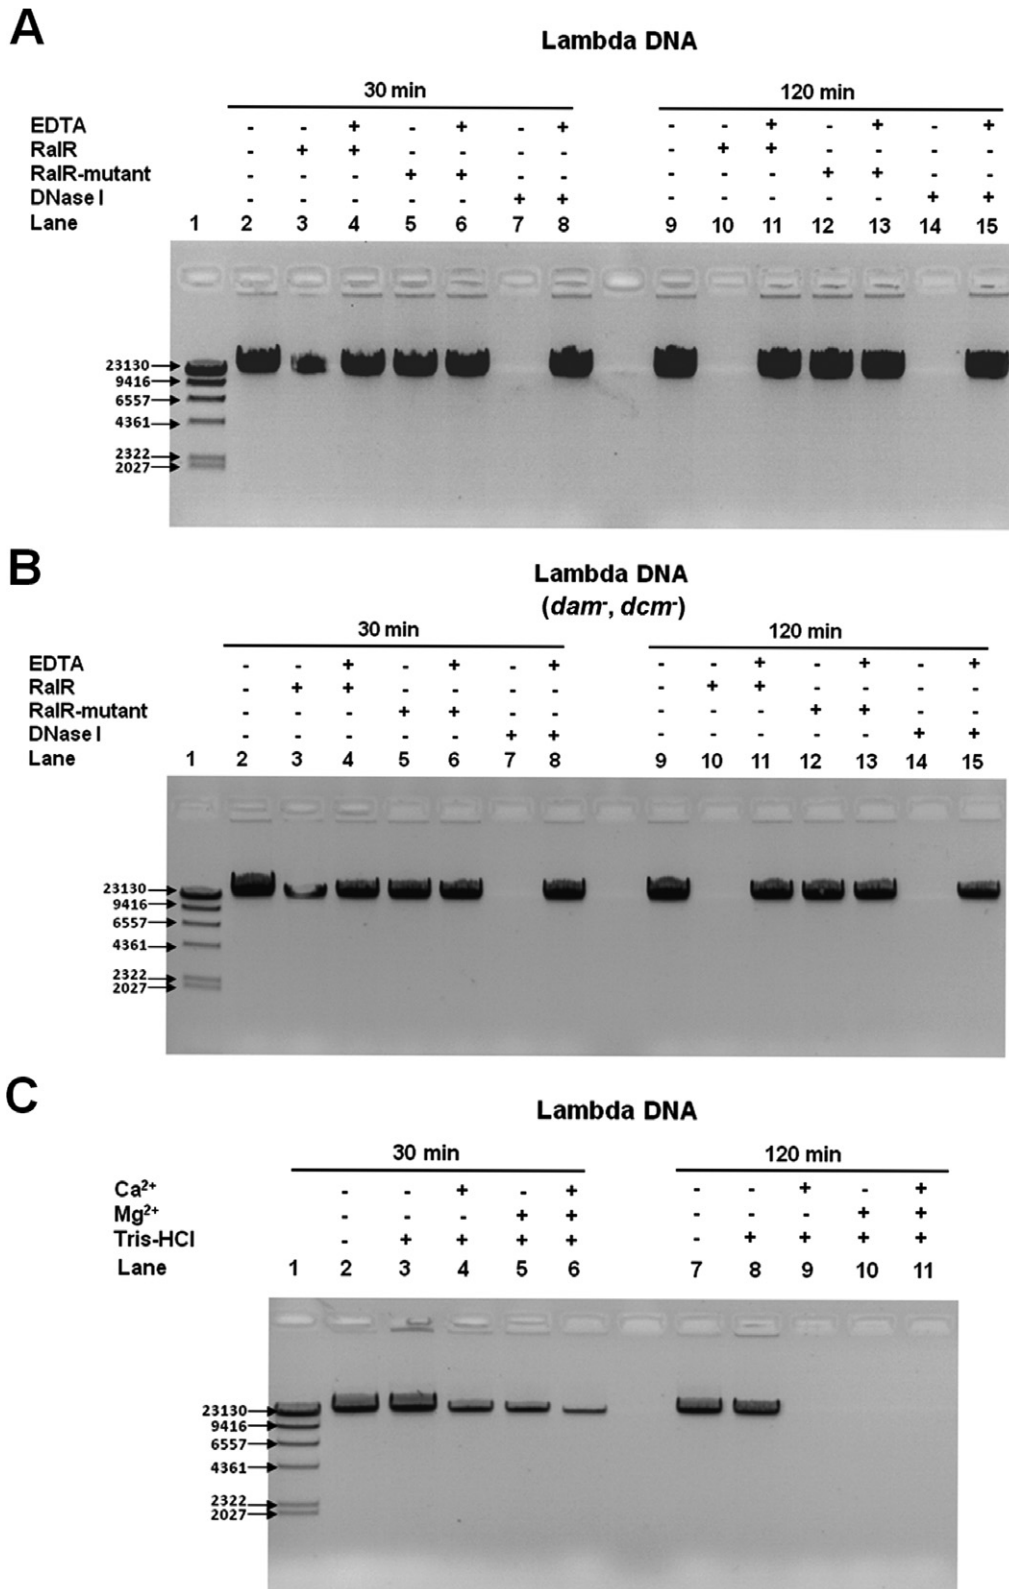 A
Lambda DNA
30 min 120 min
EDTA - - + - + - + - - + - + - +
RalR - + + - - - - - + + - - - -
RalR-mutant - - - + + - - - - - + + - -
DNase I - - - - - + + - - - - - + +
Lane 1 2 3 4 5 6 7 8 9 10 11 12 13 14 15
23130
9416
6557
4361
2322
2027
B
Lambda DNA
(dam-, dcm-)
30 min 120 min
EDTA - - + - + - + - - + - + - +
RalR - + + - - - - - + + - - - -
RalR-mutant - - - + + - - - - - + + - -
DNase I - - - - - + + - - - - - + +
Lane 1 2 3 4 5 6 7 8 9 10 11 12 13 14 15
23130
9416
6557
4361
2322
2027
C
Lambda DNA
30 min 120 min
Ca2+ - - + - + - - + - +
Mg2+ - - - + + - - - + +
Tris-HCl - + + + + - + + + +
Lane 1 2 3 4 5 6 7 8 9 10 11
23130
9416
6557
4361
2322
2027